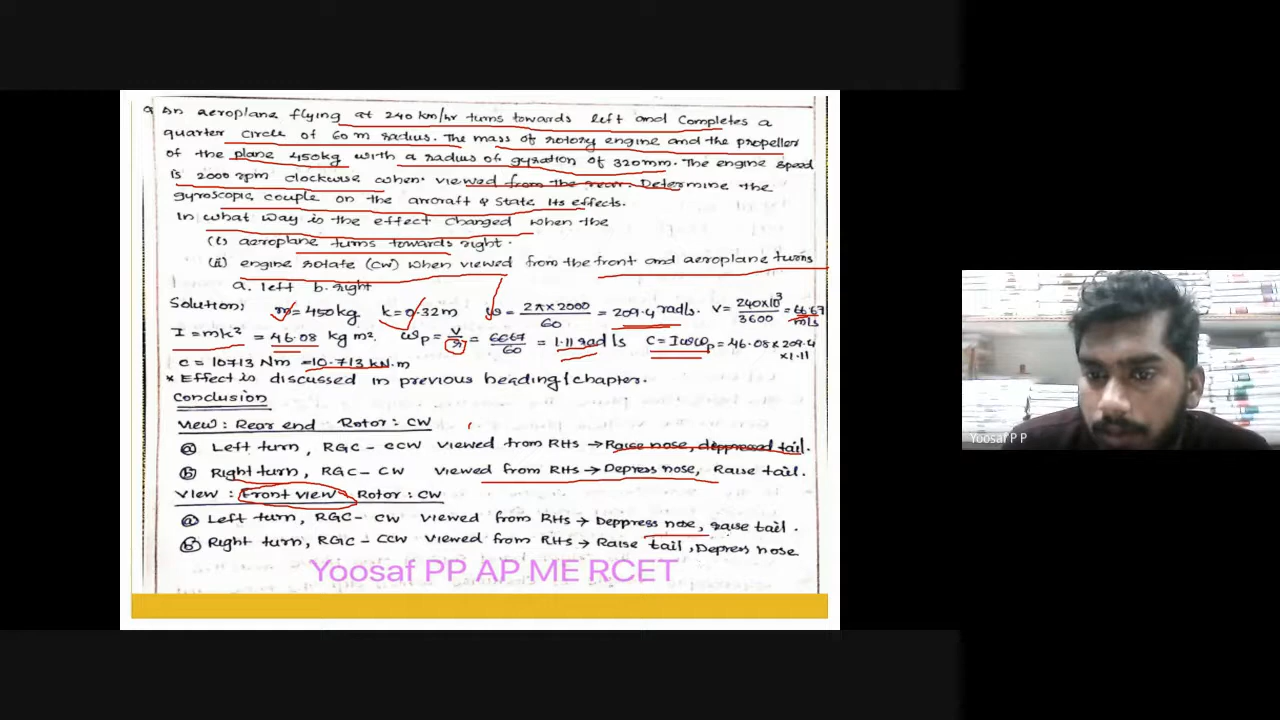 Q An aeroplane flying at 240 km/hr turns towards left and completes a
quarter circle of 60 m radius. The mass of rotory engine and the propeller
of the plane 450kg with a radius of gyration of 320mm. The engine speed
is 2000 rpm clockwise when viewed from the rear. Determine the
gyroscopic couple on the aircraft & state its effects.
In what way is the effect changed when the
(i) aeroplane turns towards right.
(ii) engine rotate (cw) when viewed from the front and aeroplane turns
a. left b. right
Solution; m = 450kg k = 0.32m ω = 2π×2000/60 = 209.4 rad/s. V = 240×10³/3600 = 66.67 m/s
I = mk² = 46.08 kg m². ωp = v/r = 6667/60 = 1.11 rad/s C = Iωωp = 46.08 × 209.4 ×1.11
c = 10713 Nm = 10.713 kN.m
* Effect is discussed in previous heading/chapter.
Conclusion
View : Rear end Rotor : CW
ⓐ Left turn, RGC - CCW viewed from RHS → Raise nose, deppressed tail.
ⓑ Right turn, RGC - CW viewed from RHS → Depress nose, Raise tail.
View : Front view Rotor : CW
ⓐ Left turn, RGC - CW viewed from RHS → Deppress nose, raise tail.
ⓑ Right turn, RGC - CCW viewed from RHS → Raise tail, Depress nose
Yoosaf PP AP ME RCET
Yoosaf P P